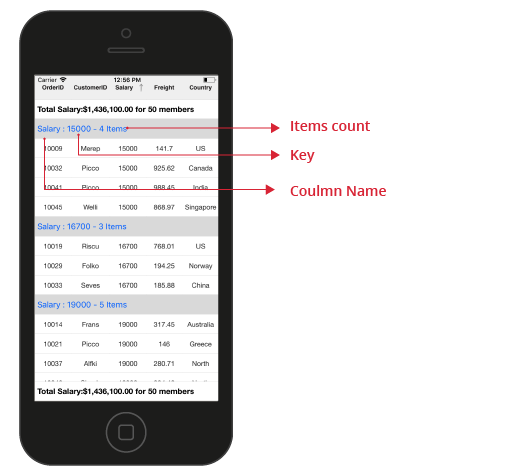 Carrier 12:56 PM
OrderID CustomerID Salary ↑ Freight Country
Total Salary:$1,436,100.00 for 50 members
Salary : 15000 - 4 Items
10009 Merep 15000 141.7 US
10032 Picco 15000 925.62 Canada
10041 Picco 15000 988.45 India
10045 Welli 15000 868.97 Singapore
Salary : 16700 - 3 Items
10019 Riscu 16700 768.01 US
10029 Folko 16700 194.25 Norway
10033 Seves 16700 185.88 China
Salary : 19000 - 5 Items
10014 Frans 19000 317.45 Australia
10021 Picco 19000 146 Greece
10037 Alfki 19000 280.71 North
Total Salary:$1,436,100.00 for 50 members
Items count
Key
Coulmn Name